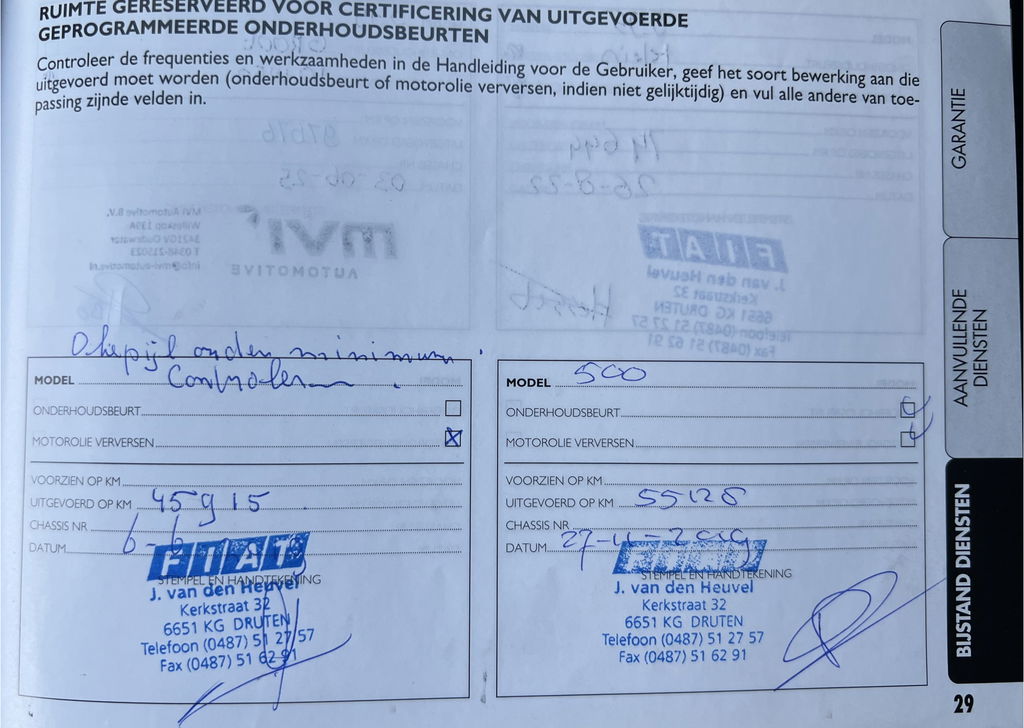 RUIMTE GERESERVEERD VOOR CERTIFICERING VAN UITGEVOERDE
GEPROGRAMMEERDE ONDERHOUDSBEURTEN
Controleer de frequenties en werkzaamheden in de Handleiding voor de Gebruiker, geef het soort bewerking aan die
uitgevoerd moet worden (onderhoudsbeurt of motorolie verversen, indien niet gelijktijdig) en vul alle andere van toe-
passing zijnde velden in.
Oliepijl onder minimum
Controleren
MODEL
ONDERHOUDSBEURT
MOTOROLIE VERVERSEN
VOORZIEN OP KM
UITGEVOERD OP KM 45915
CHASSIS NR
DATUM 6-6
FIAT
STEMPEL EN HANDTEKENING
J. van den Heuvel
Kerkstraat 32
6651 KG DRUTEN
Telefoon (0487) 51 27 57
Fax (0487) 51 62 91
MODEL 500
ONDERHOUDSBEURT
MOTOROLIE VERVERSEN
VOORZIEN OP KM
UITGEVOERD OP KM 55128
CHASSIS NR
DATUM 27-11-2019
FIAT
STEMPEL EN HANDTEKENING
J. van den Heuvel
Kerkstraat 32
6651 KG DRUTEN
Telefoon (0487) 51 27 57
Fax (0487) 51 62 91
GARANTIE
AANVULLENDE
DIENSTEN
BIJSTAND DIENSTEN
29